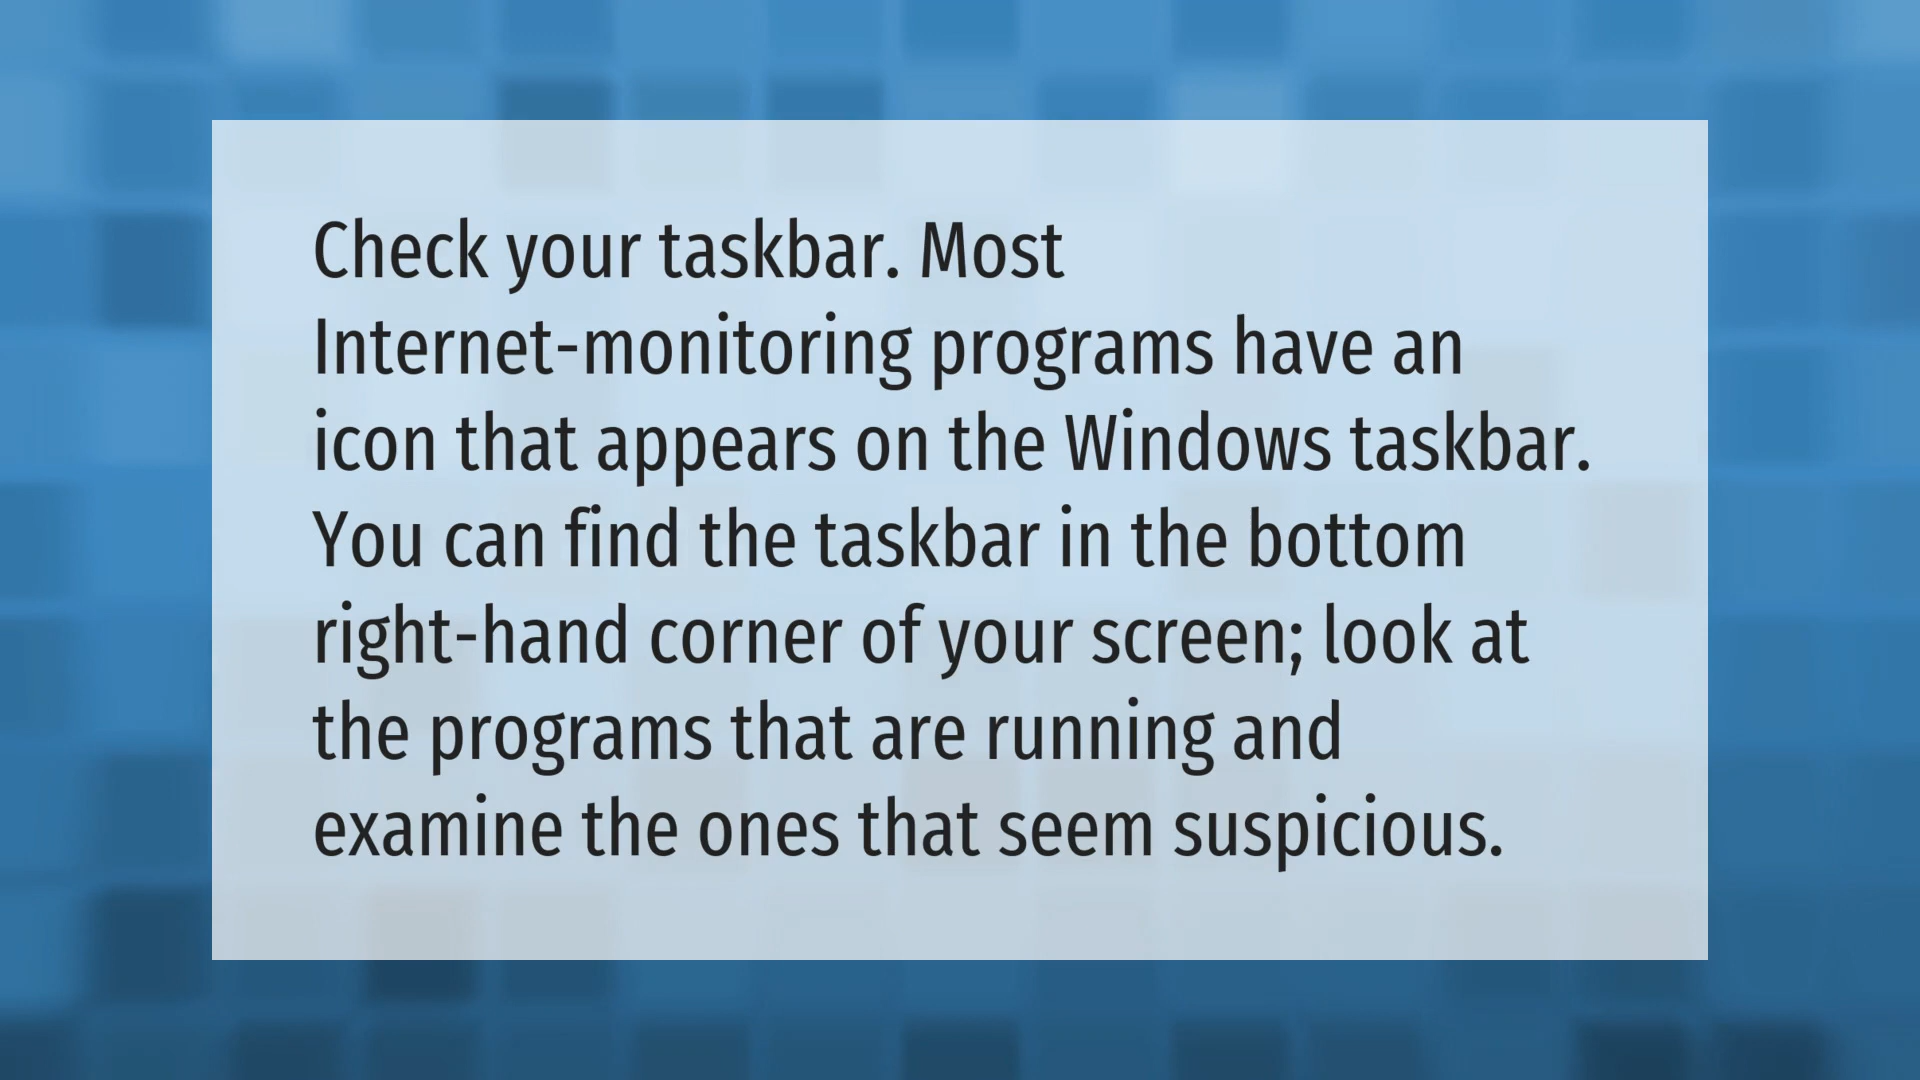 Check your taskbar. Most
Internet-monitoring programs have an
icon that appears on the Windows taskbar.
You can find the taskbar in the bottom
right-hand corner of your screen; look at
the programs that are running and
examine the ones that seem suspicious.